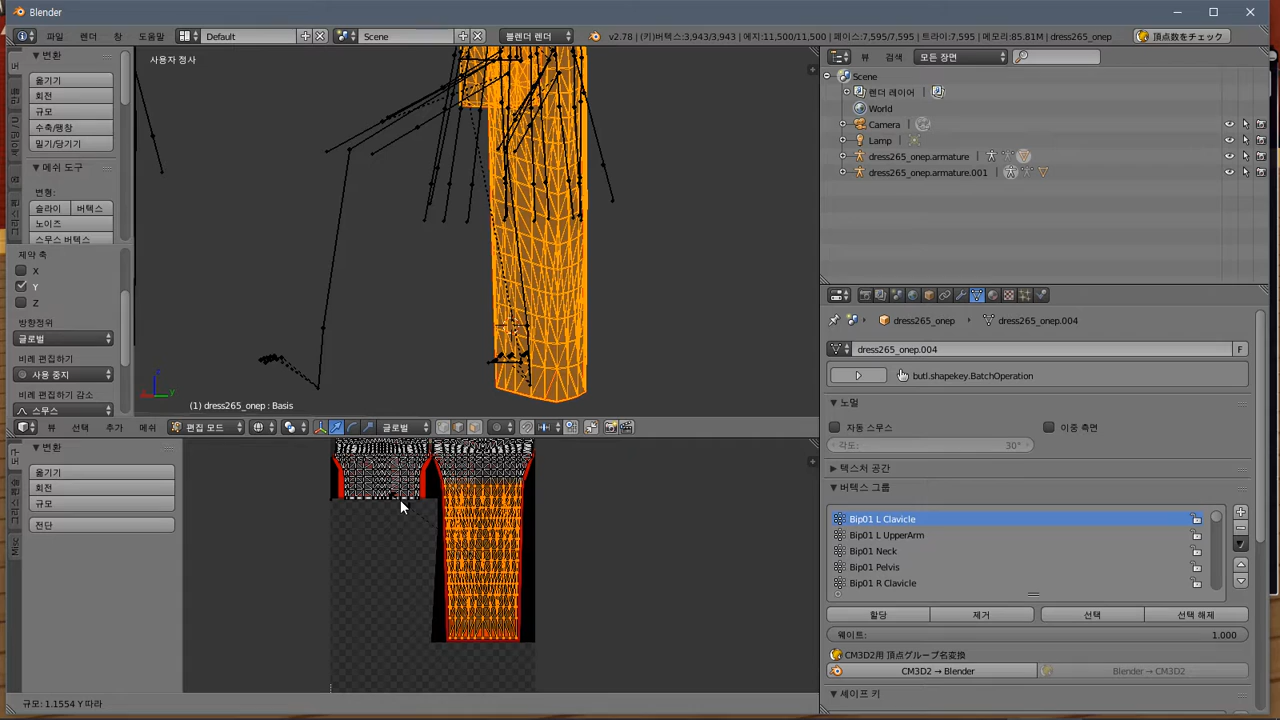 Blender
파일 렌더 창 도움말 Default Scene 블렌더 렌더 v2.78 | (키)버텍스:3,943/3,943 | 에지:11,500/11,500 | 페이스:7,595/7,595 | 트라이:7,595 | 메모리:85.81M | dress265_onep 頂点数をチェック
변환
옮기기
회전
규모
수축/팽창
밀기/당기기
메쉬 도구
변형:
슬라이 버텍스
노이즈
스무스 버텍스
제약 축
X
Y
Z
방향정위
글로벌
비례 편집하기
사용 중지
비례 편집 감소
스무스
사용자 정사
(1) dress265_onep : Basis
뷰 선택 추가 메쉬 편집 모드 글로벌
변환
옮기기
회전
규모
전단
Misc
규모: 1.1554 Y 따라
뷰 검색 모든 장면
Scene
렌더 레이어
World
Camera
Lamp
dress265_onep.armature
dress265_onep.armature.001
dress265_onep dress265_onep.004
dress265_onep.004 F
butl.shapekey.BatchOperation
노멀
자동 스무스 이중 측면
각도: 30°
텍스처 공간
버텍스 그룹
Bip01 L Clavicle
Bip01 L UpperArm
Bip01 Neck
Bip01 Pelvis
Bip01 R Clavicle
할당 제거 선택 선택 해제
웨이트: 1.000
CM3D2用 頂点グループ名変換
CM3D2 → Blender Blender → CM3D2
셰이프 키